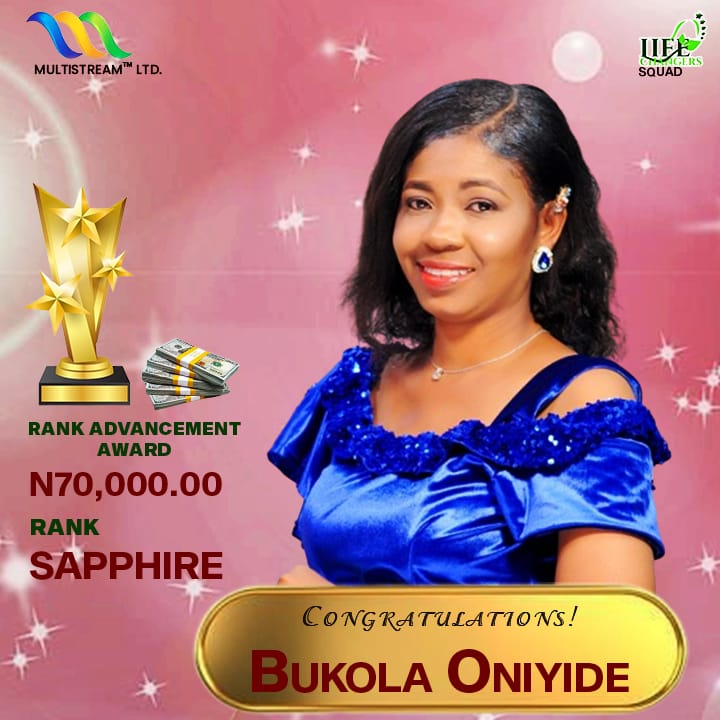 MULTISTREAM™ LTD.
LIFE
CHANGERS
SQUAD
RANK ADVANCEMENT
AWARD
N70,000.00
RANK
SAPPHIRE
CONGRATULATIONS!
BUKOLA ONIYIDE